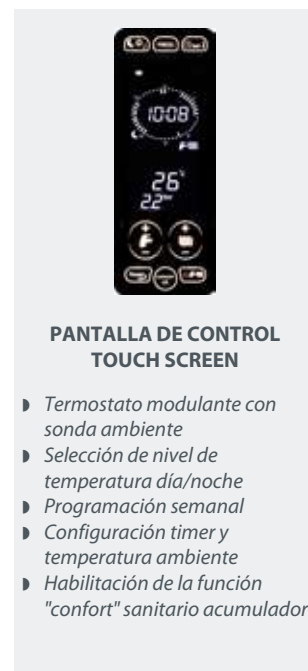 10:08
26°
PANTALLA DE CONTROL
TOUCH SCREEN
Termostato modulante con
sonda ambiente
Selección de nivel de
temperatura día/noche
Programación semanal
Configuración timer y
temperatura ambiente
Habilitación de la función
"confort" sanitario acumulador